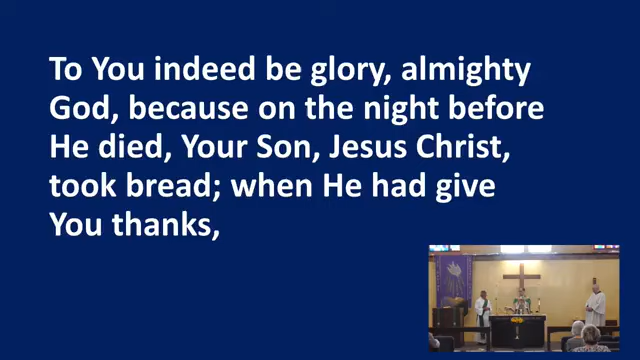 To You indeed be glory, almighty
God, because on the night before
He died, Your Son, Jesus Christ,
took bread; when He had give
You thanks,